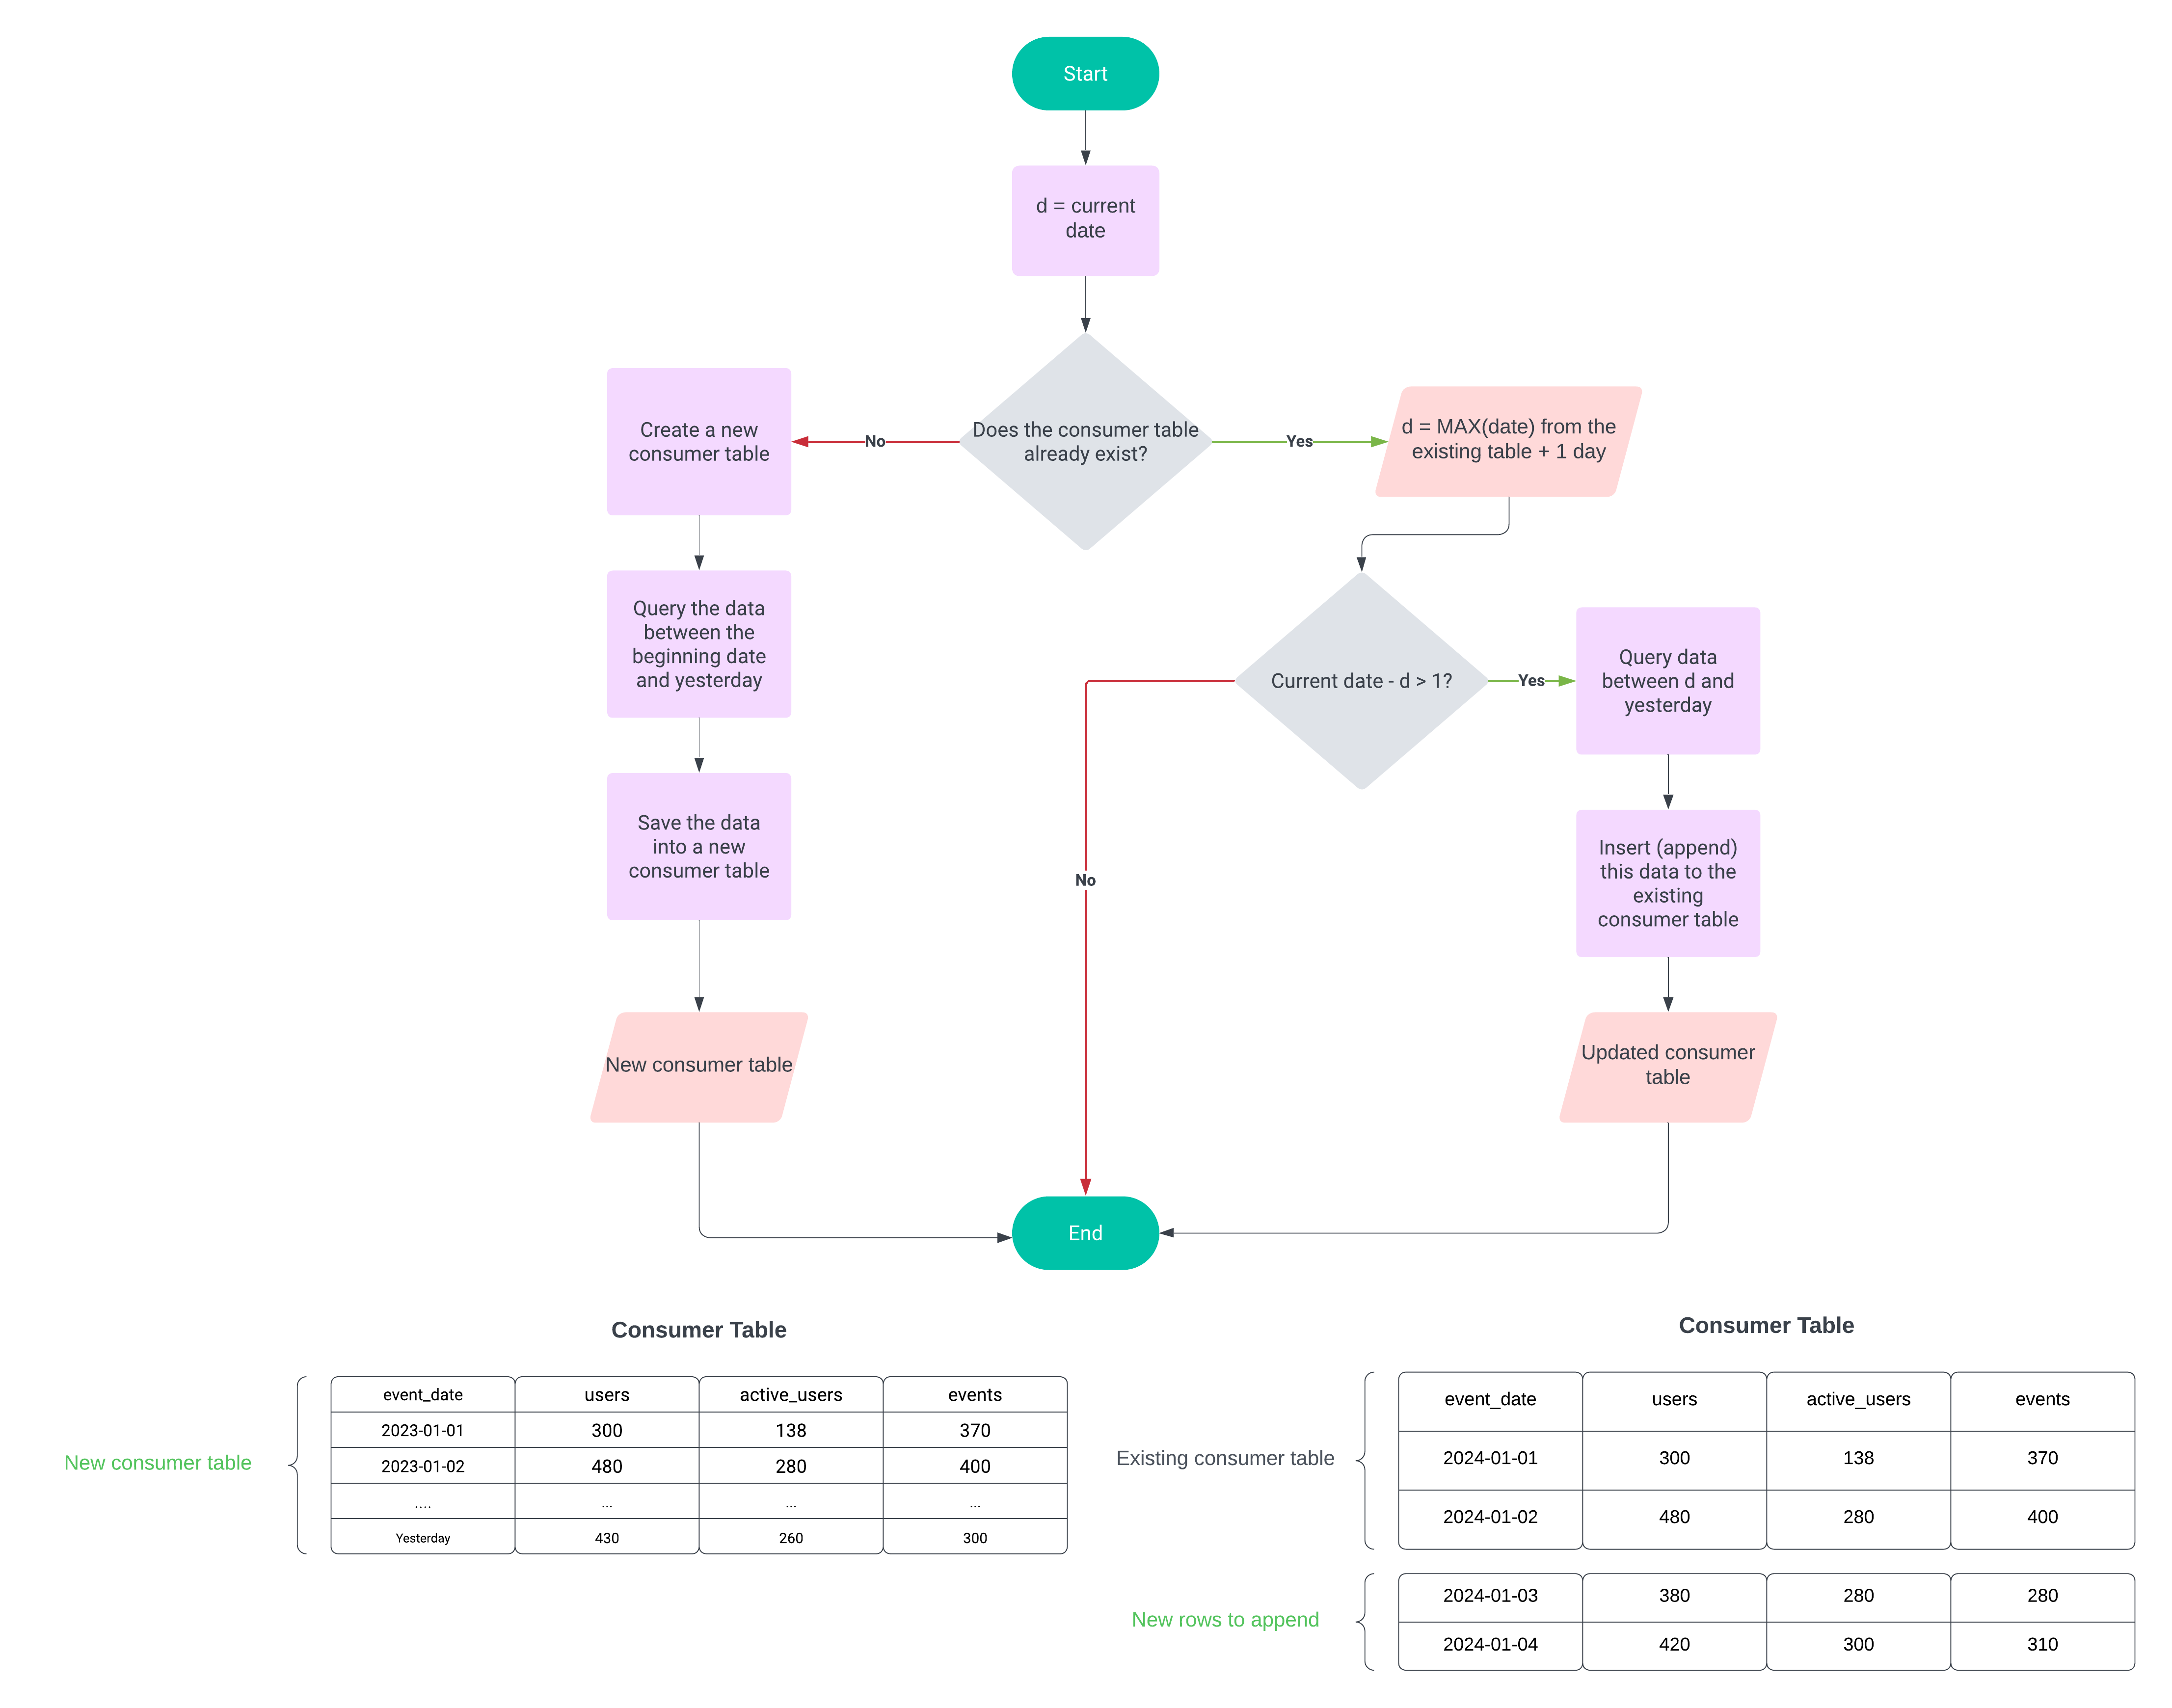 Start
d = current
date
Does the consumer table
already exist?
No
Yes
Create a new
consumer table
d = MAX(date) from the
existing table + 1 day
Query the data
between the
beginning date
and yesterday
Current date - d > 1?
Yes
No
Query data
between d and
yesterday
Save the data
into a new
consumer table
Insert (append)
this data to the
existing
consumer table
New consumer table
Updated consumer
table
End
Consumer Table
New consumer table
event_date users active_users events
2023-01-01 300 138 370
2023-01-02 480 280 400
.... ... ... ...
Yesterday 430 260 300
Consumer Table
Existing consumer table
event_date users active_users events
2024-01-01 300 138 370
2024-01-02 480 280 400
New rows to append
2024-01-03 380 280 280
2024-01-04 420 300 310